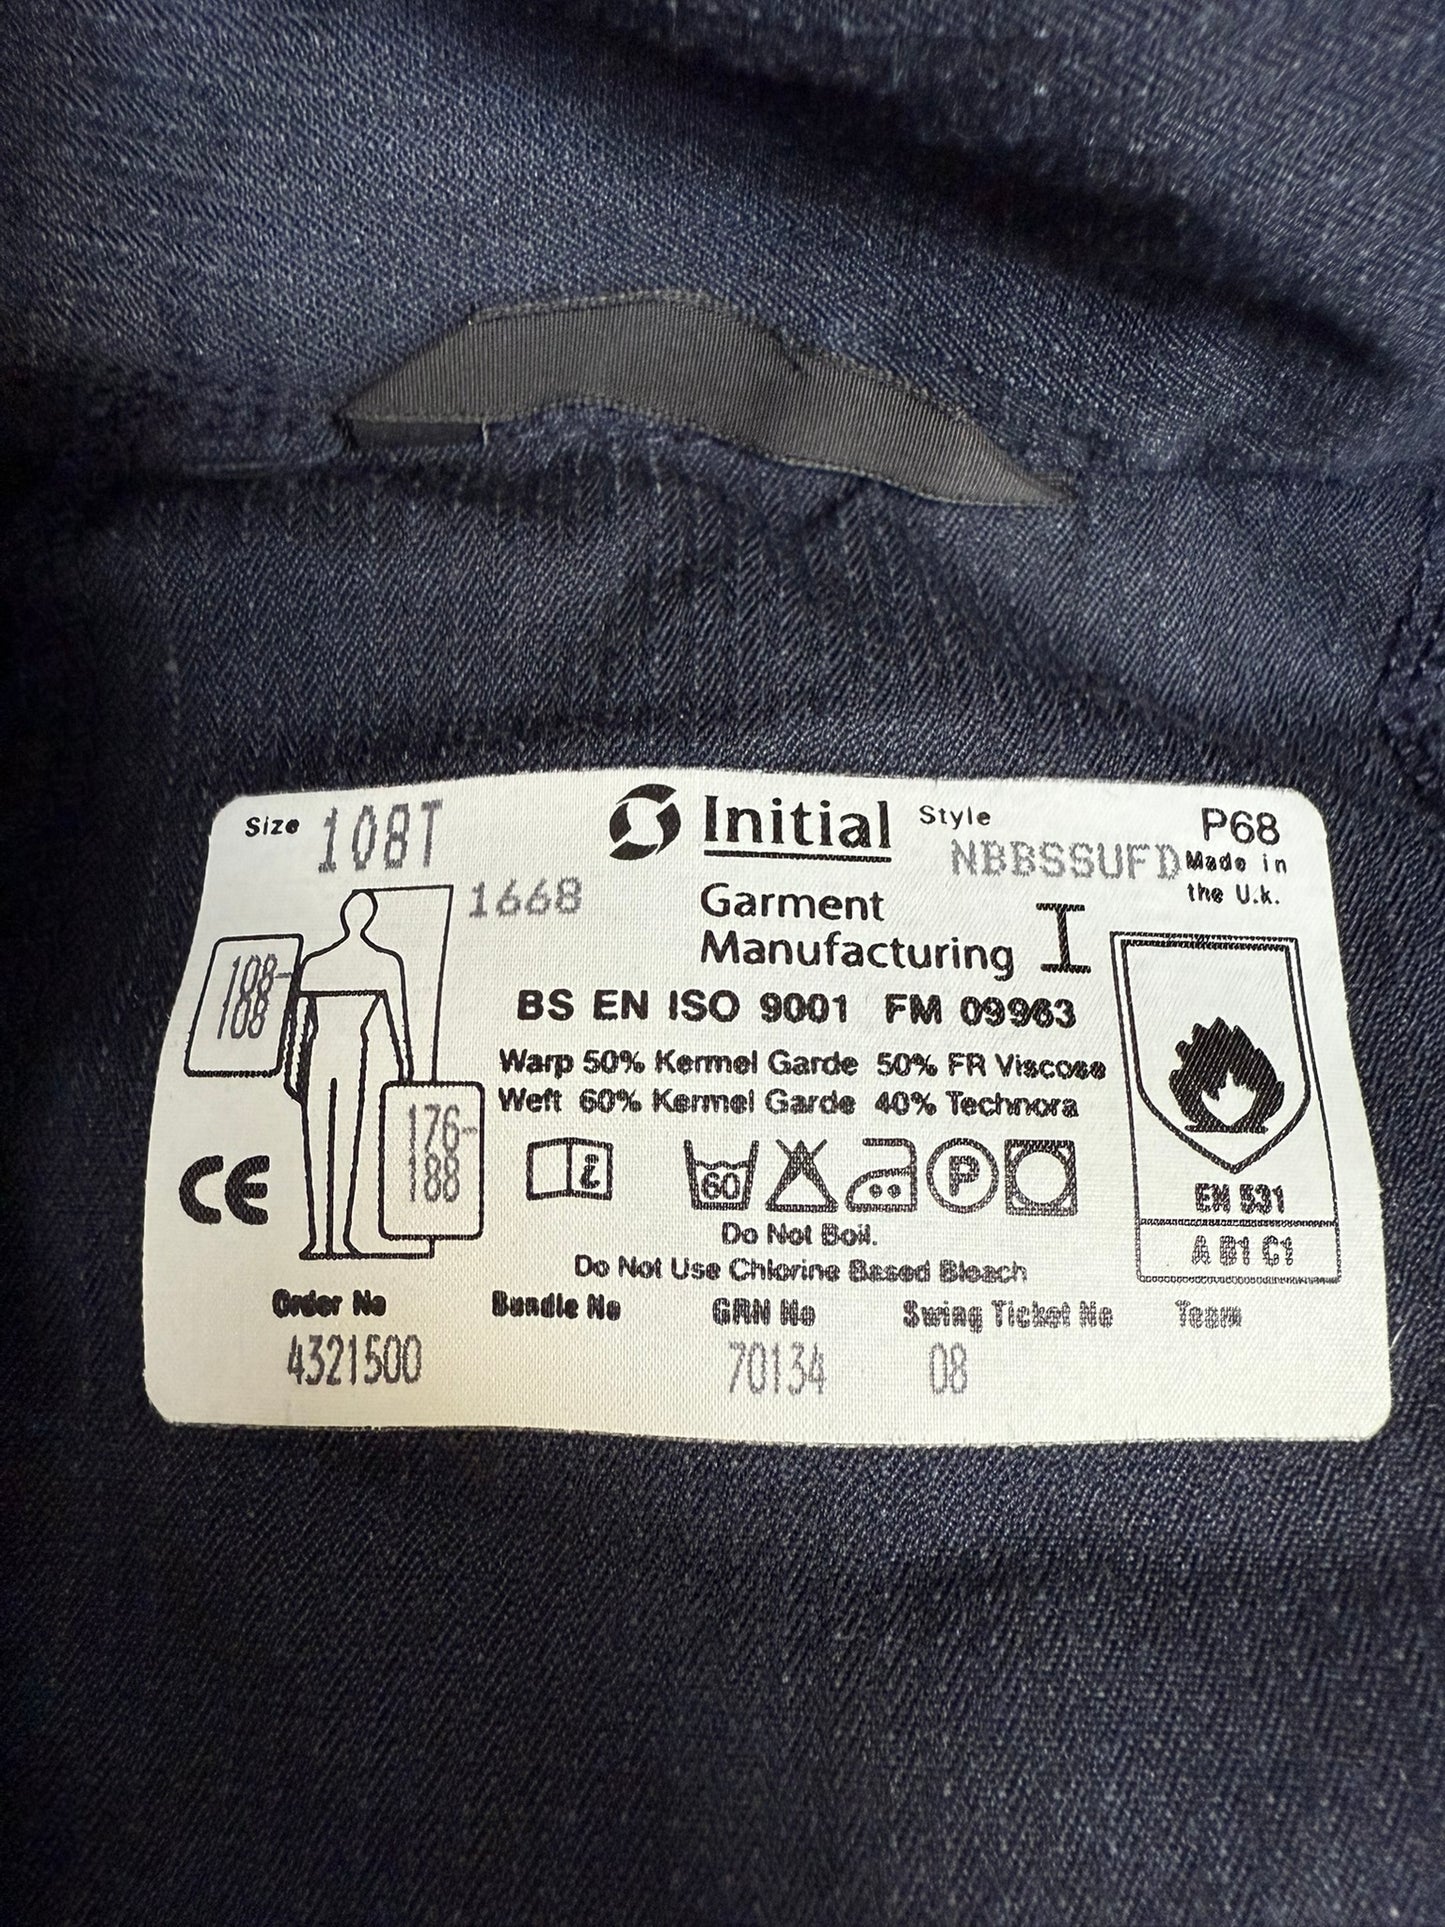 Size 108T
Initial
Style
NBBSSUFD
P68
Made in
the U.K.
1668
Garment
Manufacturing
I
108-
108
BS EN ISO 9001 FM 09963
Warp 50% Kermel Garde 50% FR Viscose
Weft 60% Kermel Garde 40% Technora
176-
188
CE
i
60
P
Do Not Boil.
Do Not Use Chlorine Based Bleach
EN 531
A B1 C1
Order No Bundle No GRN No Swing Ticket No Team
4321500 70134 08